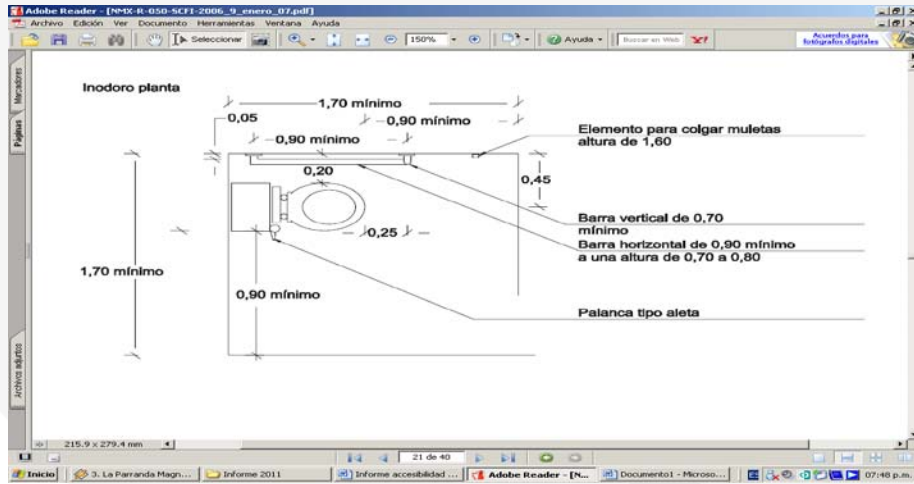 Adobe Reader - [NMX-R-050-SCFI-2006_9_enero_07.pdf]
Archivo Edición Ver Documento Herramientas Ventana Ayuda
Seleccionar 150% Ayuda Buscar en Web Y! Acuerdos para fotógrafos digitales
Marcadores
Páginas
Archivos adjuntos
Inodoro planta
1,70 mínimo
0,05
0,90 mínimo
0,90 mínimo
Elemento para colgar muletas
altura de 1,60
0,20
0,45
Barra vertical de 0,70
mínimo
0,25
Barra horizontal de 0,90 mínimo
a una altura de 0,70 a 0,80
1,70 mínimo
0,90 mínimo
Palanca tipo aleta
215.9 x 279.4 mm
21 de 40
Inicio 3. La Parranda Magn... Informe 2011 Informe accesibilidad ... Adobe Reader - [N... Documento1 - Microso... 07:48 p.m.